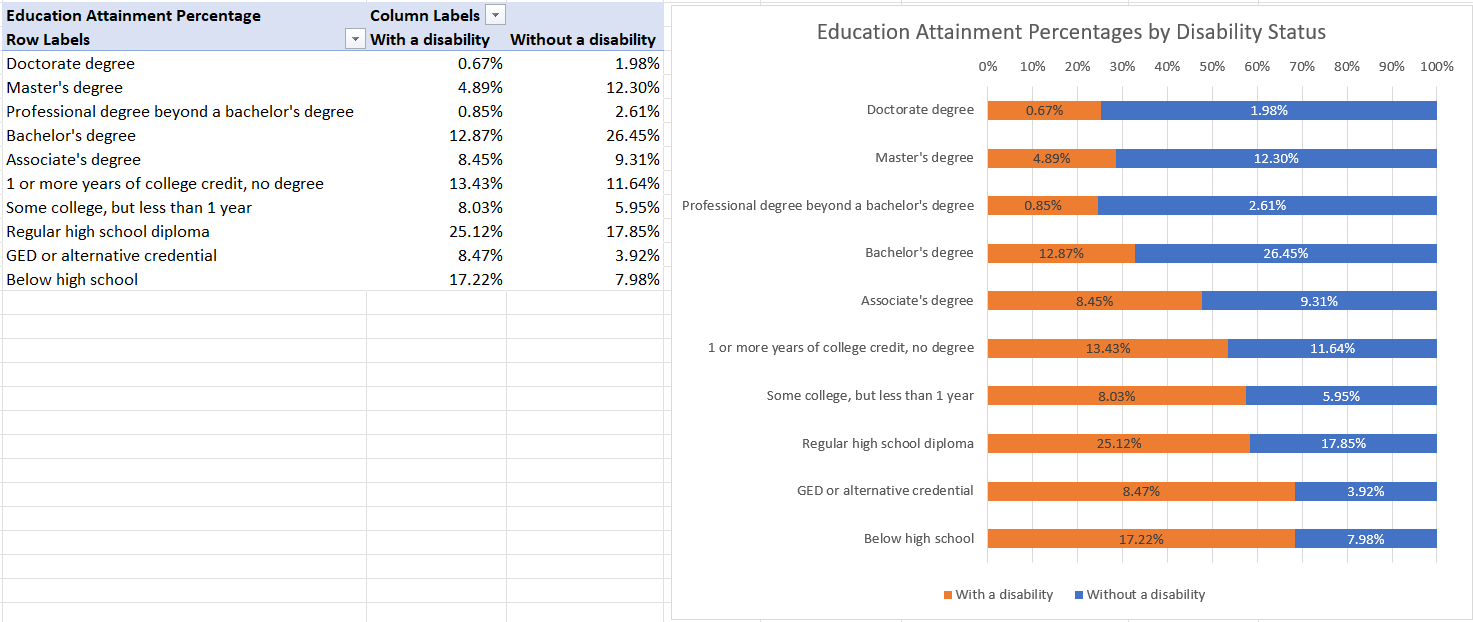 Education Attainment Percentage Column Labels
Row Labels With a disability Without a disability
Doctorate degree 0.67% 1.98%
Master's degree 4.89% 12.30%
Professional degree beyond a bachelor's degree 0.85% 2.61%
Bachelor's degree 12.87% 26.45%
Associate's degree 8.45% 9.31%
1 or more years of college credit, no degree 13.43% 11.64%
Some college, but less than 1 year 8.03% 5.95%
Regular high school diploma 25.12% 17.85%
GED or alternative credential 8.47% 3.92%
Below high school 17.22% 7.98%
Education Attainment Percentages by Disability Status
0% 10% 20% 30% 40% 50% 60% 70% 80% 90% 100%
Doctorate degree 0.67% 1.98%
Master's degree 4.89% 12.30%
Professional degree beyond a bachelor's degree 0.85% 2.61%
Bachelor's degree 12.87% 26.45%
Associate's degree 8.45% 9.31%
1 or more years of college credit, no degree 13.43% 11.64%
Some college, but less than 1 year 8.03% 5.95%
Regular high school diploma 25.12% 17.85%
GED or alternative credential 8.47% 3.92%
Below high school 17.22% 7.98%
With a disability Without a disability